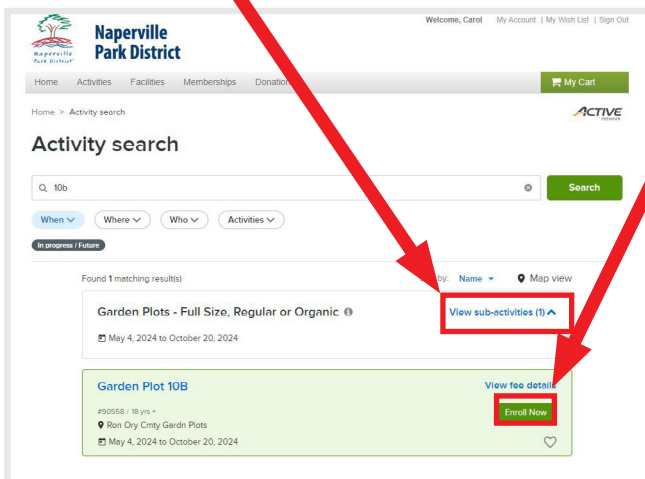 Welcome, Carol My Account | My Wish List | Sign Out
Naperville
Park District
Naperville
Park District
Home Activities Facilities Memberships Donation
My Cart
Home > Activity search
ACTIVE
network
Activity search
10b
Search
When Where Who Activities
In progress / Future
Found 1 matching result(s)
by: Name Map view
Garden Plots - Full Size, Regular or Organic
View sub-activities (1)
May 4, 2024 to October 20, 2024
Garden Plot 10B
View fee details
#90558 / 18 yrs +
Enroll Now
Ron Ory Cmty Gardn Plots
May 4, 2024 to October 20, 2024